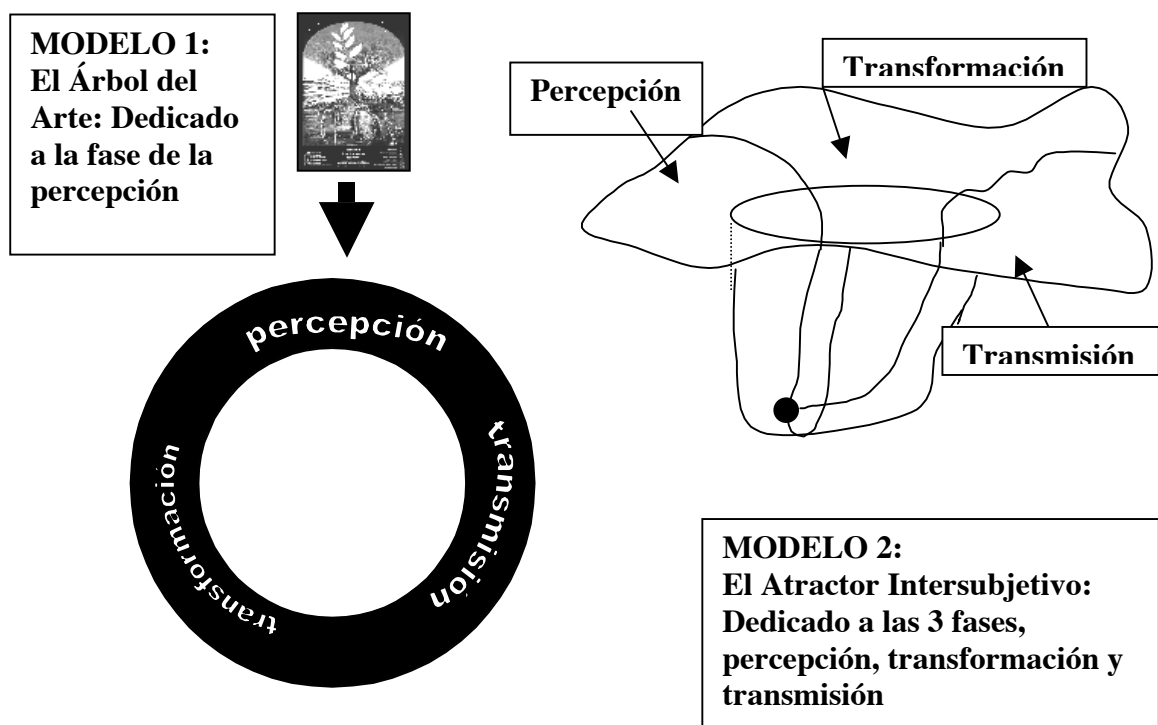 MODELO 1:
El Árbol del
Arte: Dedicado
a la fase de la
percepción
Percepción
Transformación
Transmisión
percepción
transmisión
transformación
MODELO 2:
El Atractor Intersubjetivo:
Dedicado a las 3 fases,
percepción, transformación y
transmisión